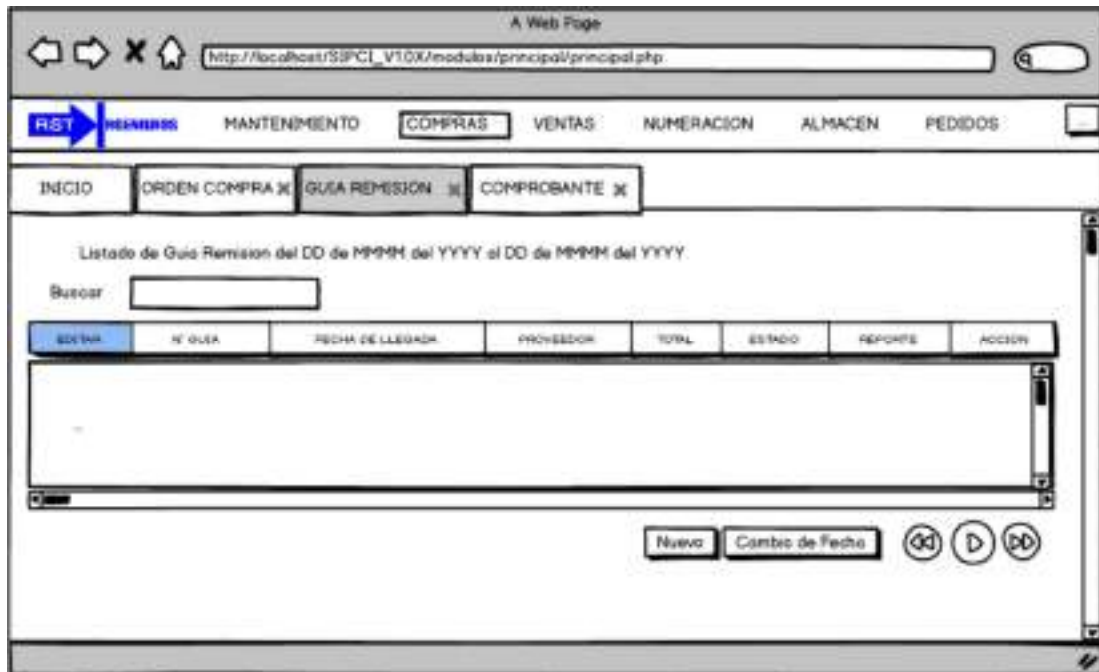 A Web Page
http://localhost/SIPCI_V10X/modulos/principal/principal.php
RST INGENIEROS MANTENIMIENTO COMPRAS VENTAS NUMERACION ALMACEN PEDIDOS
INICIO ORDEN COMPRA GUIA REMISION COMPROBANTE
Listado de Guia Remision del DD de MMMM del YYYY al DD de MMMM del YYYY
Buscar
EDITAR N° GUIA FECHA DE LLEGADA PROVEEDOR TOTAL ESTADO REPORTE ACCION
Nuevo Cambio de Fecha